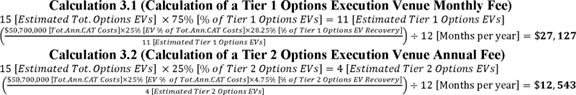 Calculation 3.1 (Calculation of a Tier 1 Options Execution Venue Monthly Fee)
15 [Estimated Tot. Options EVs] × 75% [% of Tier 1 Options EVs] = 11 [Estimated Tier 1 Options EVs]
($50,700,000 [Tot.Ann.CAT Costs]×25% [EV % of Tot.Ann.CAT Costs]×28.25% [% of Tier 1 Options EV Recovery] / 11 [Estimated Tier 1 Options EVs]) ÷ 12 [Months per year] = $27,127
Calculation 3.2 (Calculation of a Tier 2 Options Execution Venue Annual Fee)
15 [Estimated Tot. Options EVs] × 25% [% of Tier 2 Options EVs] = 4 [Estimated Tier 2 Options EVs]
($50,700,000 [Tot.Ann.CAT Costs]×25% [EV % of Tot.Ann.CAT Costs]×4.75% [% of Tier 2 Options EV Recovery] / 4 [Estimated Tier 2 Options EVs]) ÷ 12 [Months per year] = $12,543